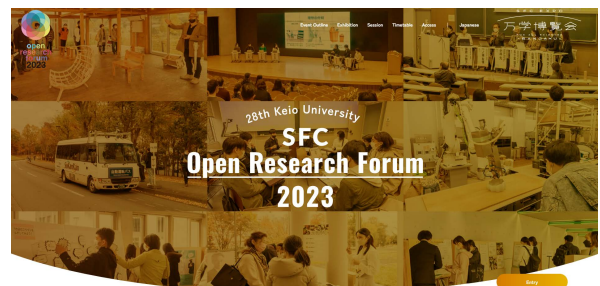 open
research
forum
2023
Event Outline Exhibition Session Timetable Access Japanese
万学博覧会
28th Keio University
SFC
Open Research Forum
2023
Entry